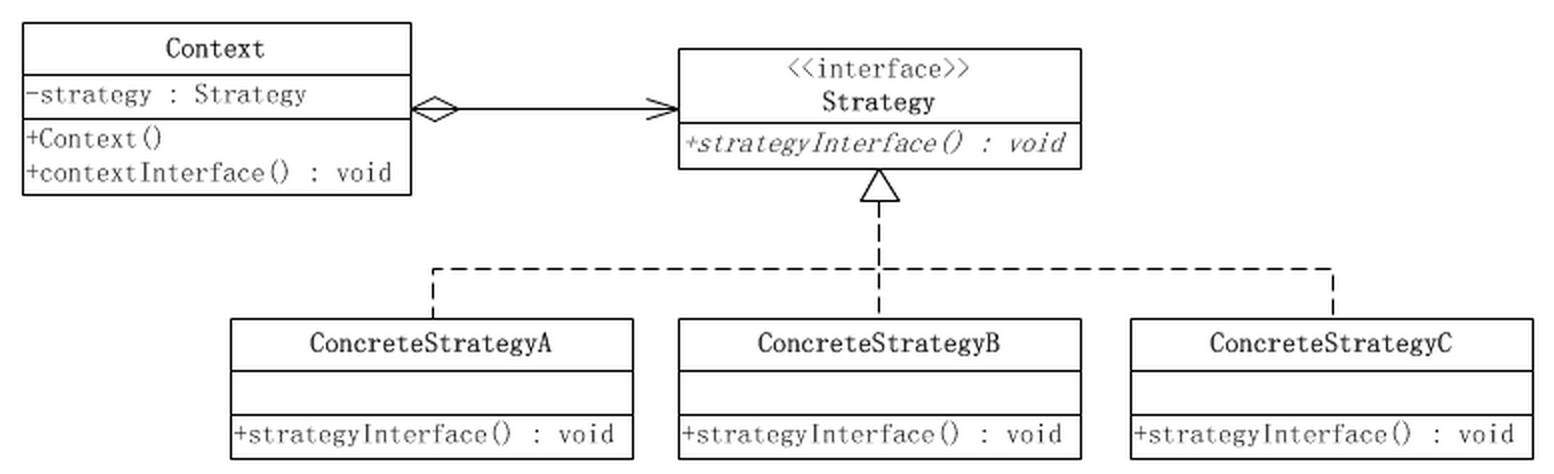 Context
-strategy : Strategy
+Context()
+contextInterface() : void
<<interface>>
Strategy
+strategyInterface() : void
ConcreteStrategyA
+strategyInterface() : void
ConcreteStrategyB
+strategyInterface() : void
ConcreteStrategyC
+strategyInterface() : void